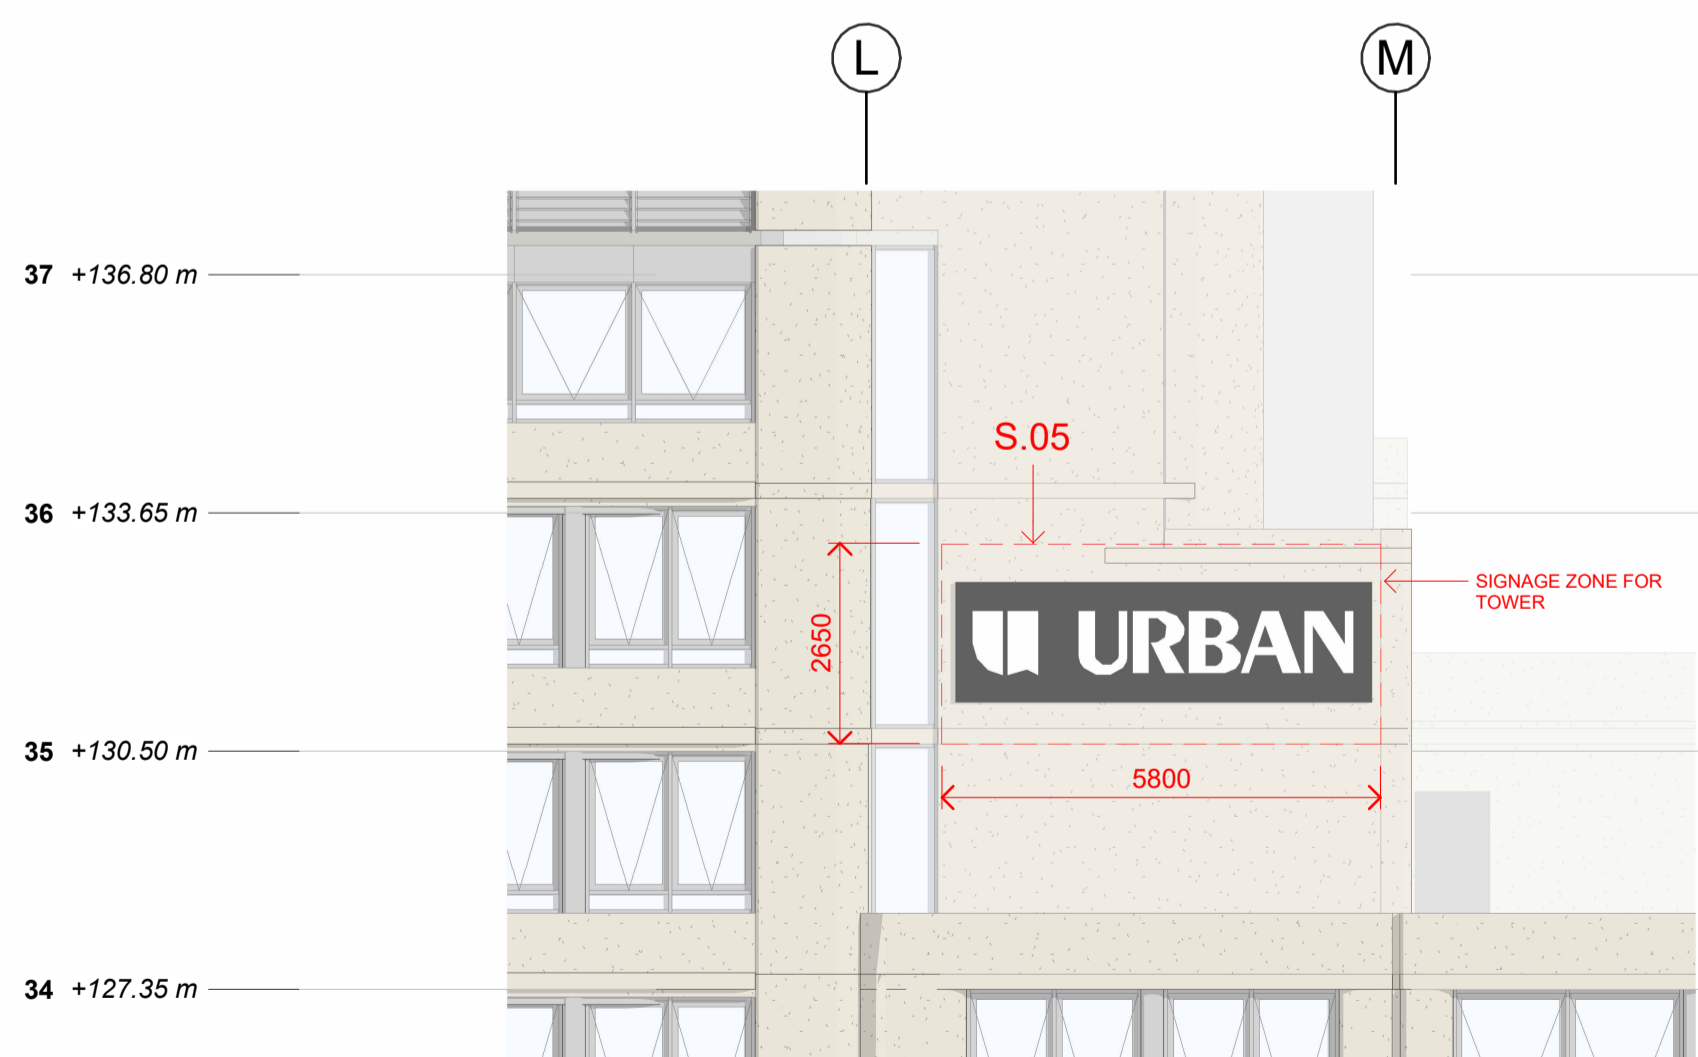 L
M
37 +136.80 m
S.05
36 +133.65 m
SIGNAGE ZONE FOR
TOWER
2650
URBAN
35 +130.50 m
5800
34 +127.35 m